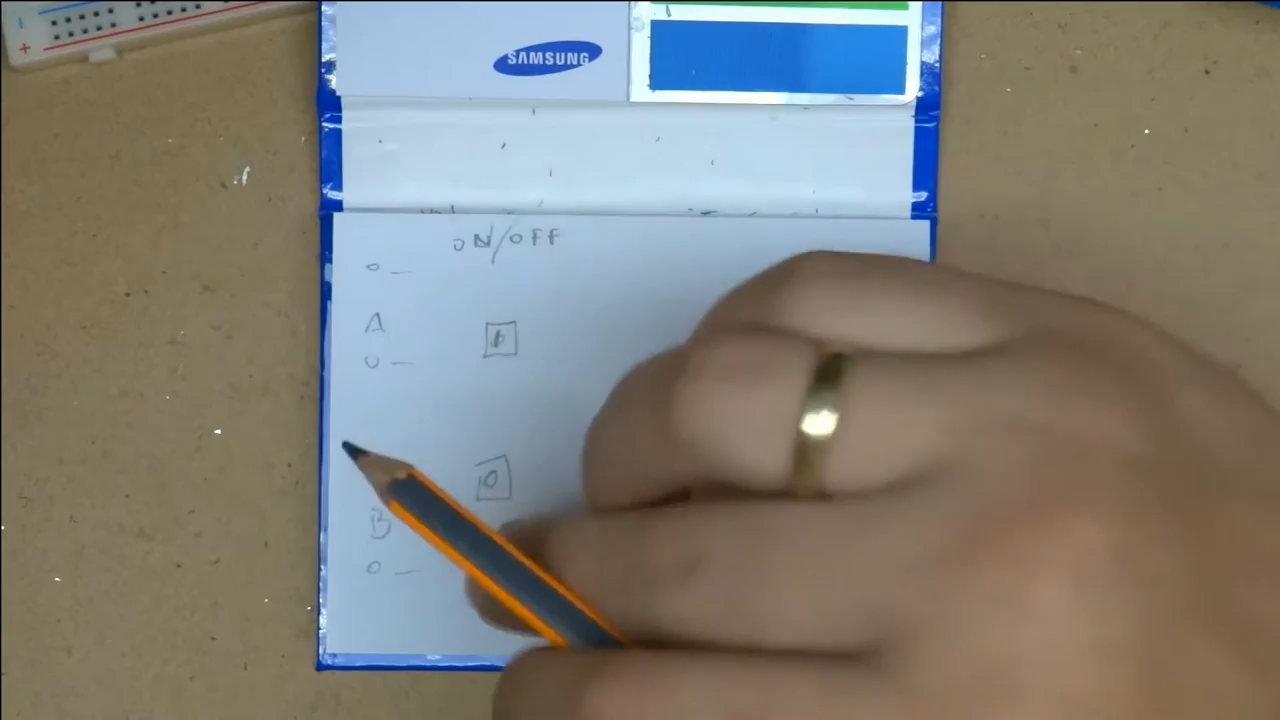 SAMSUNG
ON/OFF
o –
A
o –
o
B
o –